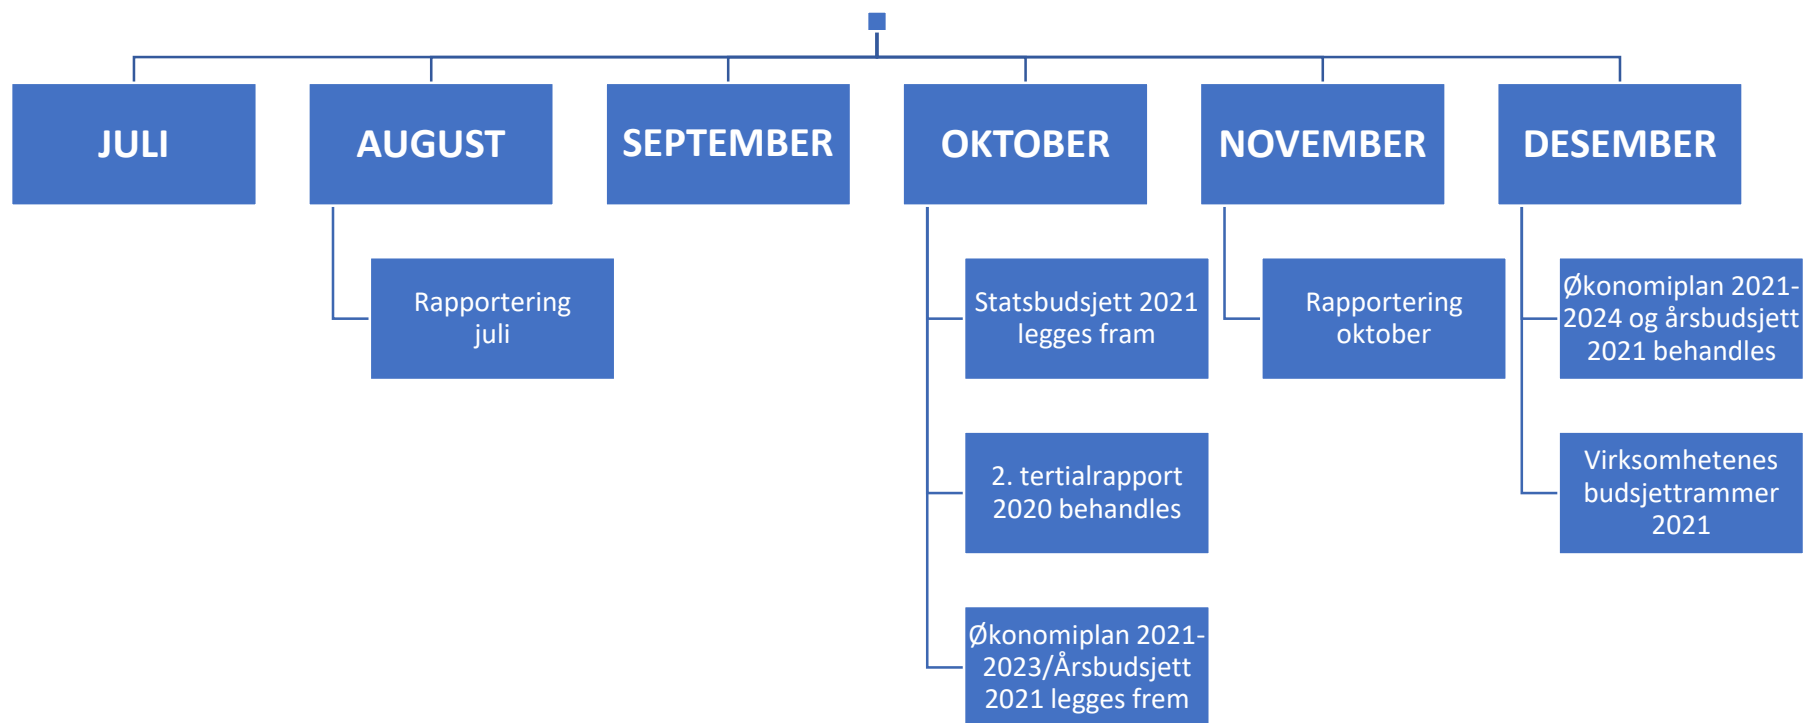 JULI
AUGUST
SEPTEMBER
OKTOBER
NOVEMBER
DESEMBER
Rapportering
juli
Statsbudsjett 2021
legges fram
2. tertialrapport
2020 behandles
Økonomiplan 2021-
2023/Årsbudsjett
2021 legges frem
Rapportering
oktober
Økonomiplan 2021-
2024 og årsbudsjett
2021 behandles
Virksomhetenes
budsjettrammer
2021